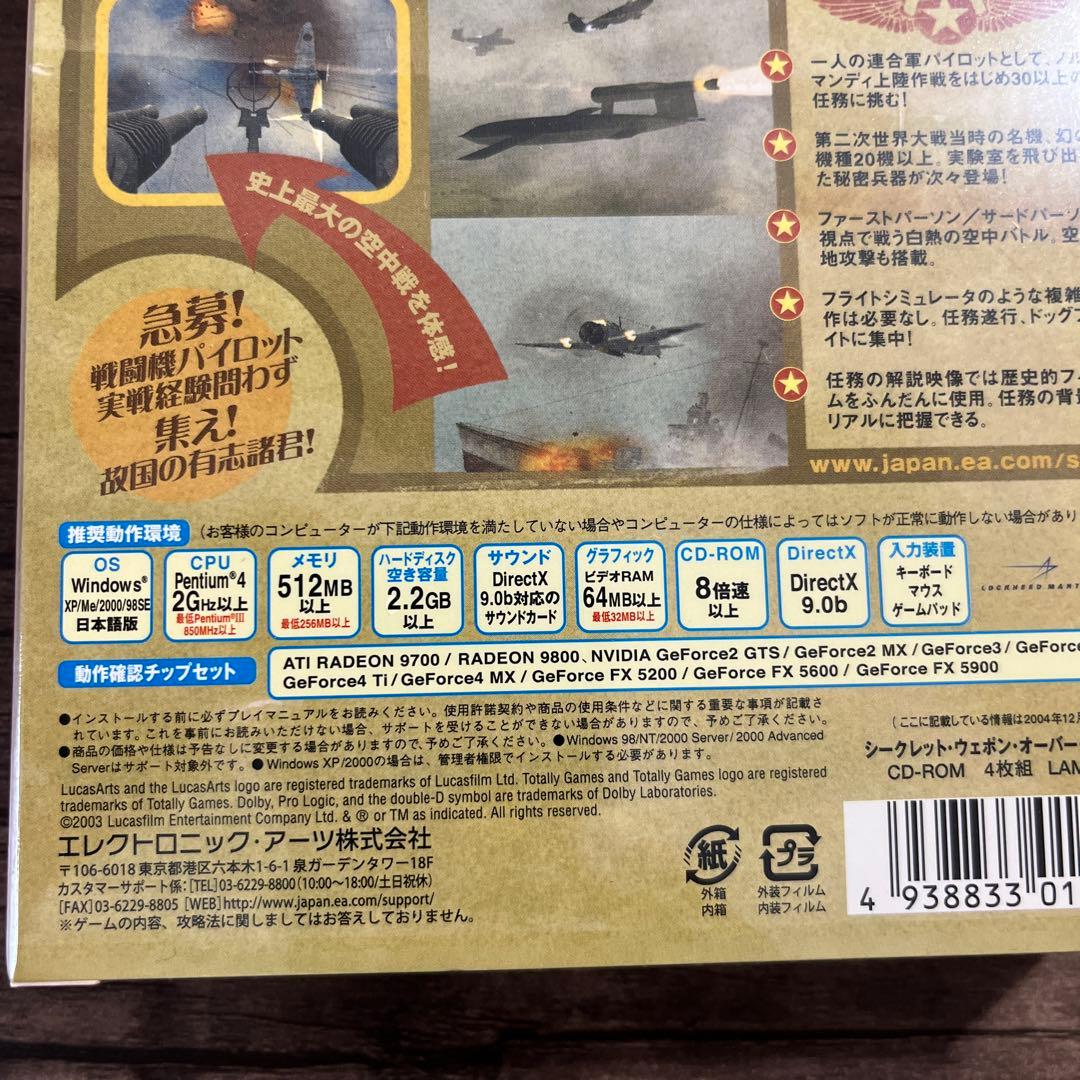 一人の連合軍パイロットとして、ノル
マンディ上陸作戦をはじめ30以上の
任務に挑む!
第二次世界大戦当時の名機、幻の
機種20機以上。実験室を飛び出
た秘密兵器が次々登場!
ファーストパーソン/サードパーソ
視点で戦う白熱の空中バトル。空
地攻撃も搭載。
フライトシミュレータのような複雑
作は必要なし。任務遂行、ドッグフ
イトに集中!
任務の解説映像では歴史的フィ
ムをふんだんに使用。任務の背景
リアルに把握できる。
www.japan.ea.com/s
史上最大の空中戦を体感!
急募!
戦闘機パイロット
実戦経験問わず
集え!
故国の有志諸君!
推奨動作環境 (お客様のコンピューターが下記動作環境を満たしていない場合やコンピューターの仕様によってはソフトが正常に動作しない場合があり
OS
Windows®
XP/Me/2000/98SE
日本語版
CPU
Pentium®4
2GHz以上
最低Pentium®III
850MHz以上
メモリ
512MB
以上
最低256MB以上
ハードディスク
空き容量
2.2GB
以上
サウンド
DirectX
9.0b対応の
サウンドカード
グラフィック
ビデオRAM
64MB以上
最低32MB以上
CD-ROM
8倍速
以上
DirectX
DirectX
9.0b
入力装置
キーボード
マウス
ゲームパッド
LOCKHEED MART
動作確認チップセット
ATI RADEON 9700 / RADEON 9800、NVIDIA GeForce2 GTS / GeForce2 MX / GeForce3 / GeForce
GeForce4 Ti / GeForce4 MX / GeForce FX 5200 / GeForce FX 5600 / GeForce FX 5900
●インストールする前に必ずプレイマニュアルをお読みください。使用許諾契約や商品の使用条件などに関する重要な事項が記載さ
れています。これを事前にお読みいただけない場合、サポートを受けることができない場合がありますので、予めご了承ください。
●商品の価格や仕様は予告なしに変更する場合がありますので、予めご了承ください。●Windows 98/NT/2000 Server/ 2000 Advanced
Serverはサポート対象外です。● Windows XP/2000の場合は、管理者権限でインストールする必要があります。
LucasArts and the LucasArts logo are registered trademarks of Lucasfilm Ltd. Totally Games and Totally Games logo are registered
trademarks of Totally Games. Dolby, Pro Logic, and the double-D symbol are trademarks of Dolby Laboratories.
©2003 Lucasfilm Entertainment Company Ltd. & ® or TM as indicated. All rights reserved.
エレクトロニック・アーツ株式会社
〒106-6018 東京都港区六本木1-6-1 泉ガーデンタワー18F
カスタマーサポート係:[TEL]03-6229-8800(10:00〜18:00/土日祝休)
[FAX]03-6229-8805 [WEB]http://www.japan.ea.com/support/
※ゲームの内容、攻略法に関しましてはお答えしておりません。
(ここに記載している情報は2004年12月
シークレット・ウェポン・オーバー・
CD-ROM 4枚組 LAM
紙
外箱
内箱
プラ
外装フィルム
内装フィルム
4 938833 01